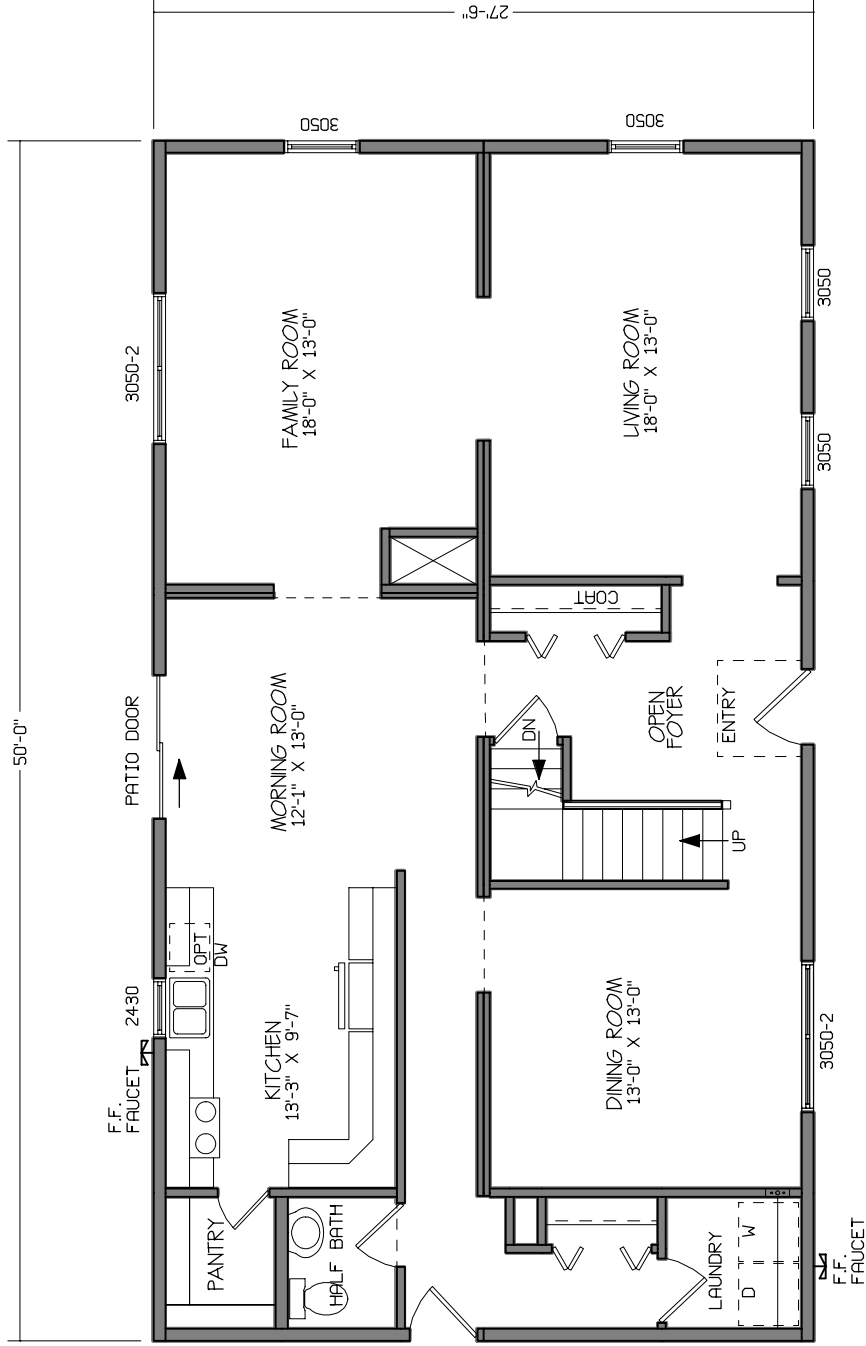 50'-0"
27'-6"
3050
3050
3050-2
FAMILY ROOM
18'-0" X 13'-0"
LIVING ROOM
18'-0" X 13'-0"
3050
3050
COAT
PATIO DOOR
MORNING ROOM
12'-1" X 13'-0"
DN
OPEN
FOYER
ENTRY
UP
OPT
DW
2430
F.F.
FAUCET
KITCHEN
13'-3" X 9'-7"
DINING ROOM
13'-0" X 13'-0"
3050-2
PANTRY
HALF BATH
LAUNDRY
W
D
F.F.
FAUCET